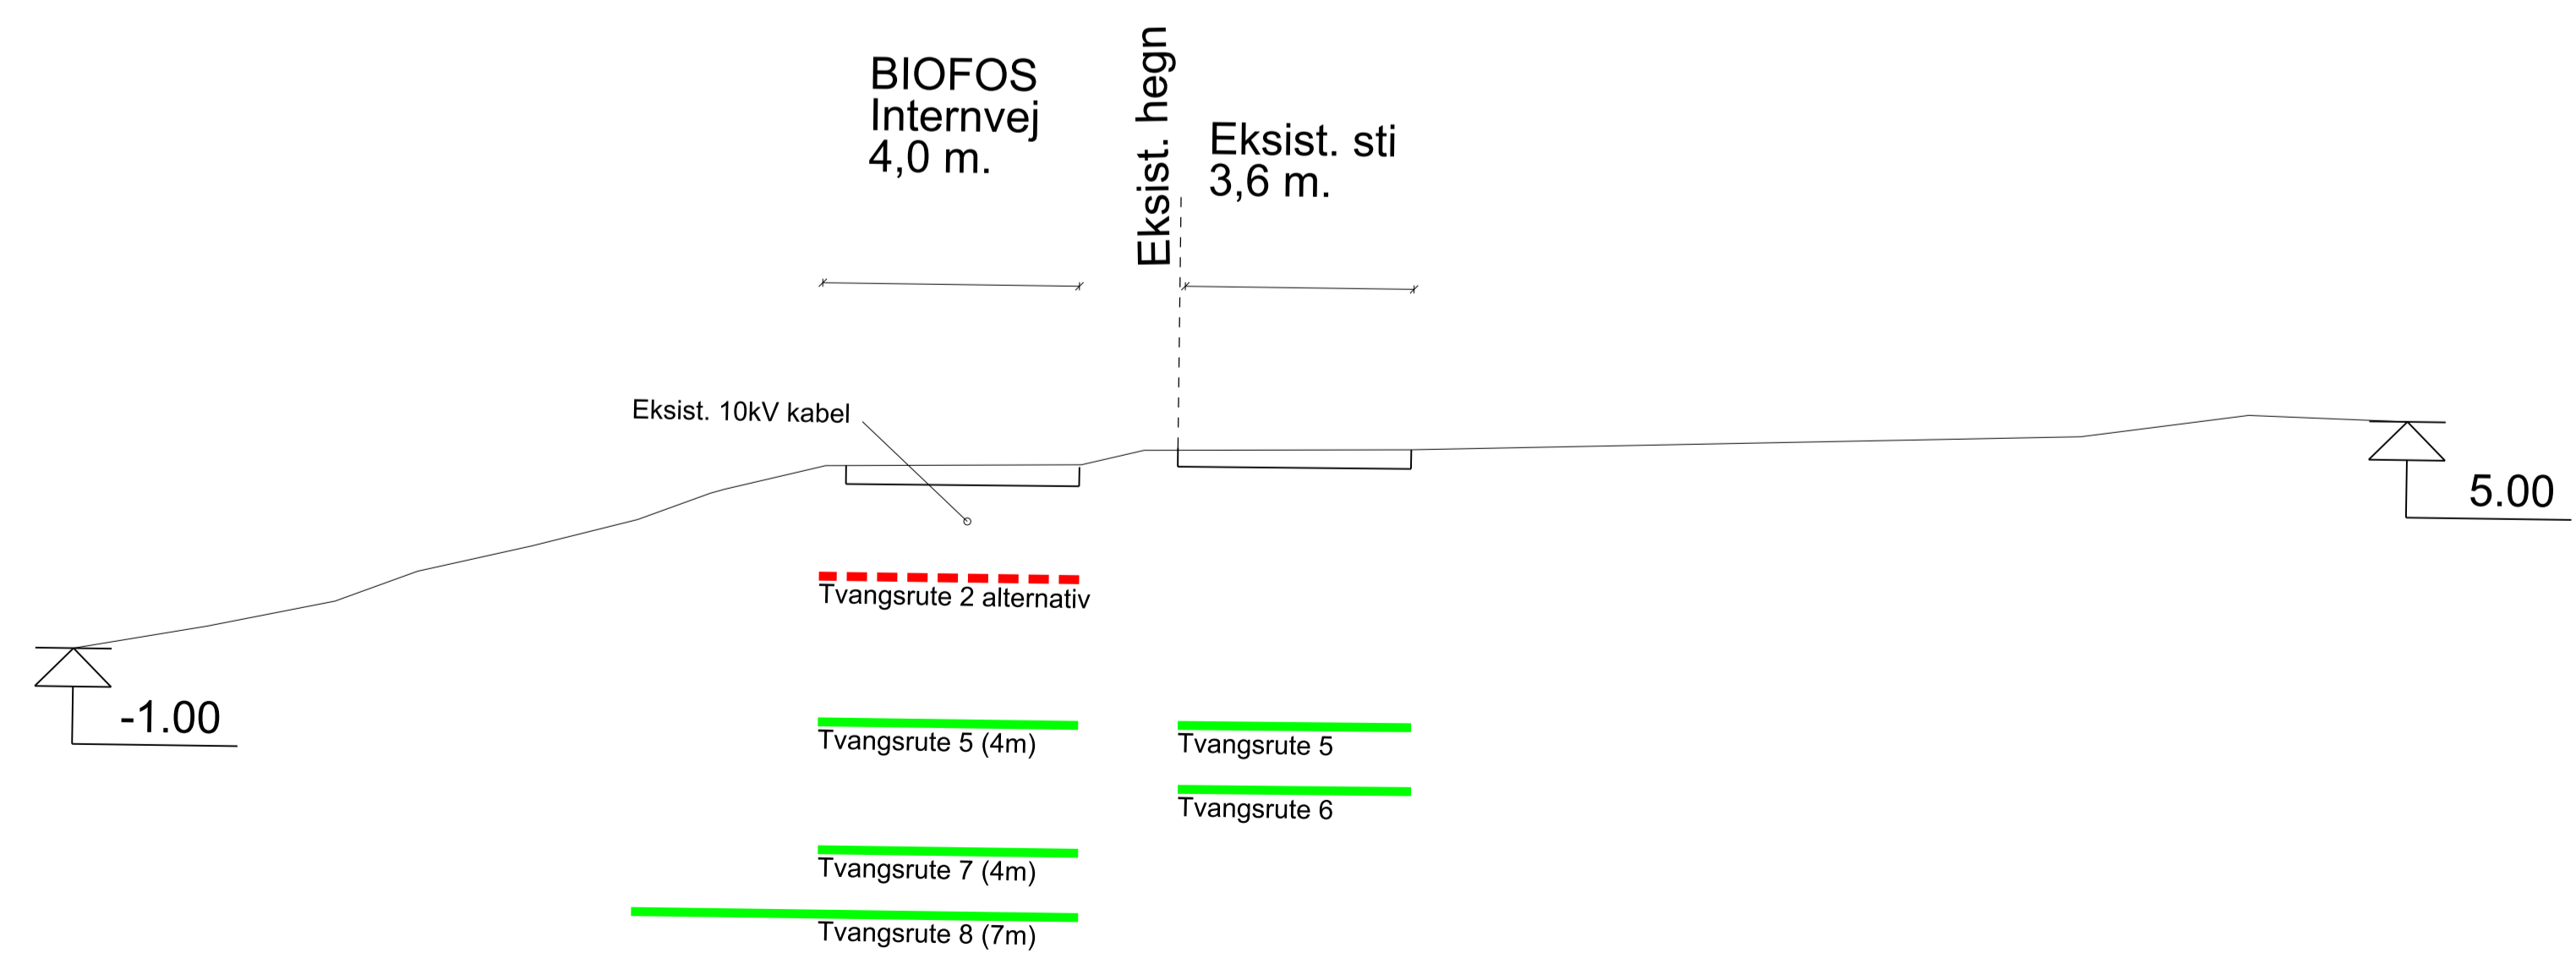 BIOFOS
Internvej
4,0 m.
Eksist. hegn
Eksist. sti
3,6 m.
Eksist. 10kV kabel
5.00
Tvangsrute 2 alternativ
-1.00
Tvangsrute 5 (4m)
Tvangsrute 5
Tvangsrute 6
Tvangsrute 7 (4m)
Tvangsrute 8 (7m)